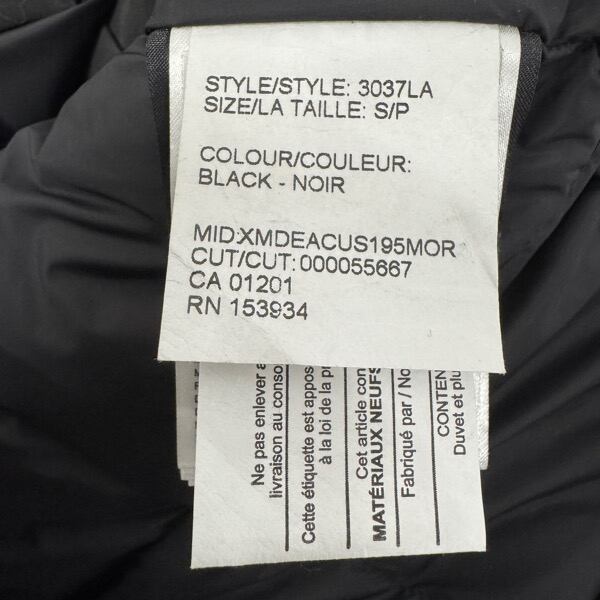 STYLE/STYLE: 3037LA
SIZE/LA TAILLE: S/P
COLOUR/COULEUR:
BLACK - NOIR
MID:XMDEACUS195MOR
CUT/CUT: 000055667
CA 01201
RN 153934
Ne pas enlever a
livraison au conso
Cette étiquette est appos
à la loi de la pr
Cet article con
MATÉRIAUX NEUFS
Fabriqué par / No
CONTEN
Duvet et plu